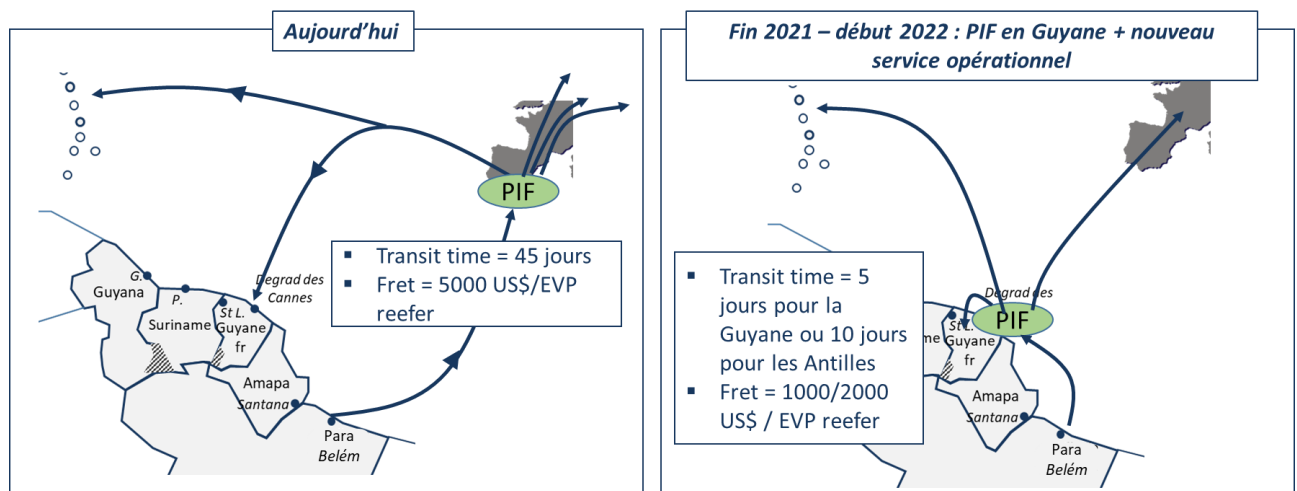 Aujourd’hui
PIF
▪ Transit time = 45 jours
▪ Fret = 5000 US$/EVP
reefer
G.
Guyana
P.
Suriname
St L.
Guyane
fr
Degrad des
Cannes
Amapa
Santana
Para
Belém
Fin 2021 – début 2022 : PIF en Guyane + nouveau
service opérationnel
▪ Transit time = 5
jours pour la
Guyane ou 10 jours
pour les Antilles
▪ Fret = 1000/2000
US$ / EVP reefer
Degrad des
PIF
St L.
me Guyane
fr
Amapa
Santana
Para
Belém